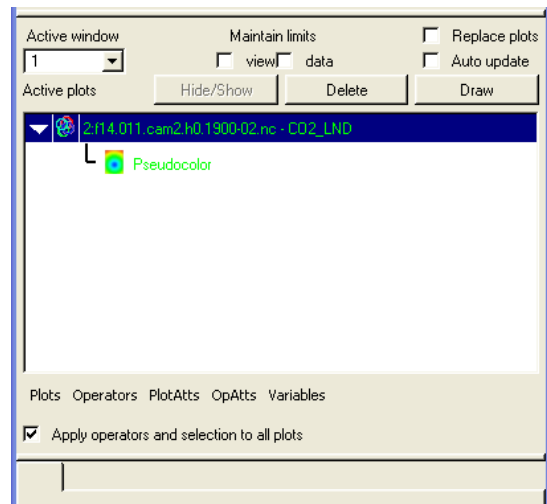 Active window Maintain limits Replace plots
1 view data Auto update
Active plots Hide/Show Delete Draw
2:f14.011.cam2.h0.1900-02.nc - CO2_LND
Pseudocolor
Plots Operators PlotAtts OpAtts Variables
Apply operators and selection to all plots